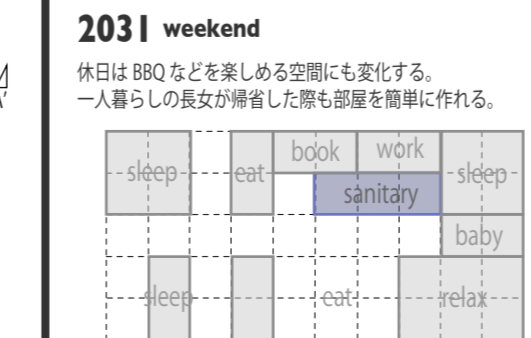 2031 weekend
休日は BBQ などを楽しめる空間にも変化する。
一人暮らしの長女が帰省した際も部屋を簡単に作れる。
book work
sleep eat sleep
sanitary
baby
sleep eat relax